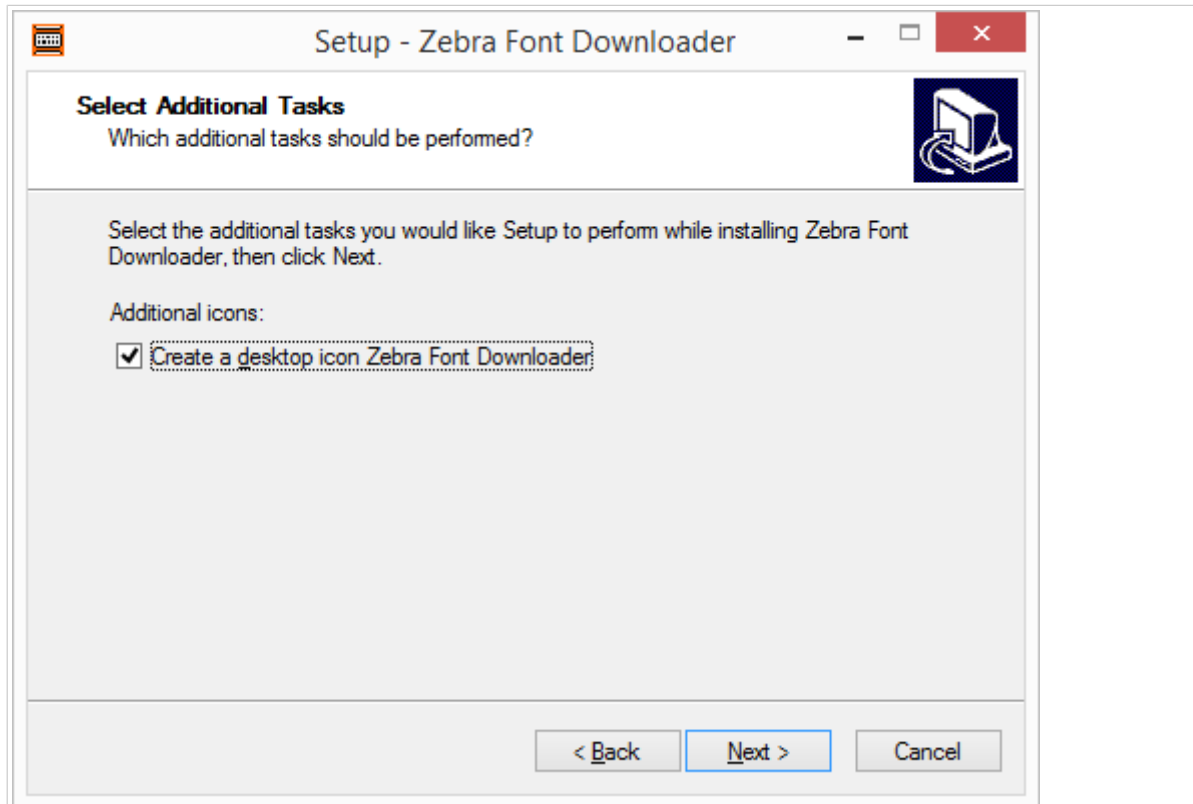 Setup - Zebra Font Downloader
Select Additional Tasks
Which additional tasks should be performed?
Select the additional tasks you would like Setup to perform while installing Zebra Font
Downloader, then click Next.
Additional icons:
Create a desktop icon Zebra Font Downloader
< Back Next > Cancel